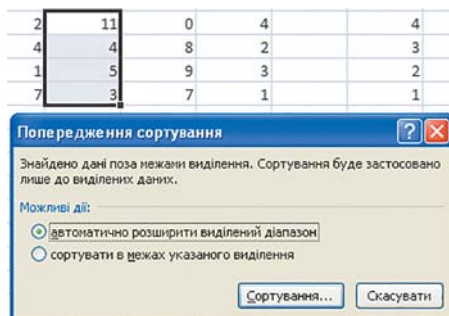 2 11 0 4 4
4 4 8 2 3
1 5 9 3 2
7 3 7 1 1
Попередження сортування
Знайдено дані поза межами виділення. Сортування буде застосовано
лише до виділених даних.
Можливі дії:
автоматично розширити виділений діапазон
сортувати в межах указаного виділення
Сортування... Скасувати